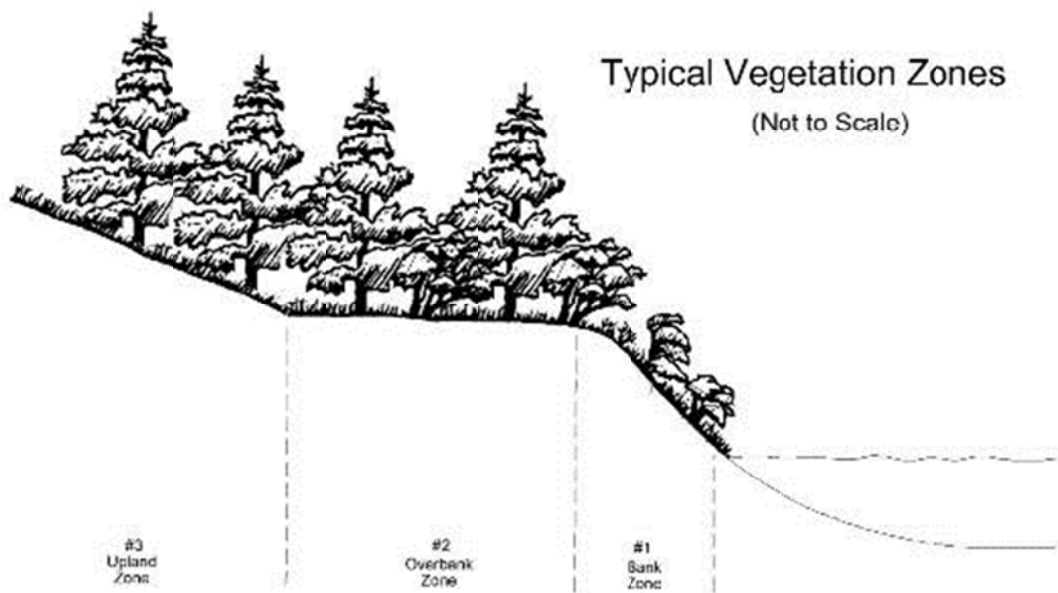 Typical Vegetation Zones
(Not to Scale)
#3
Upland
Zone
#2
Overbank
Zone
#1
Bank
Zone